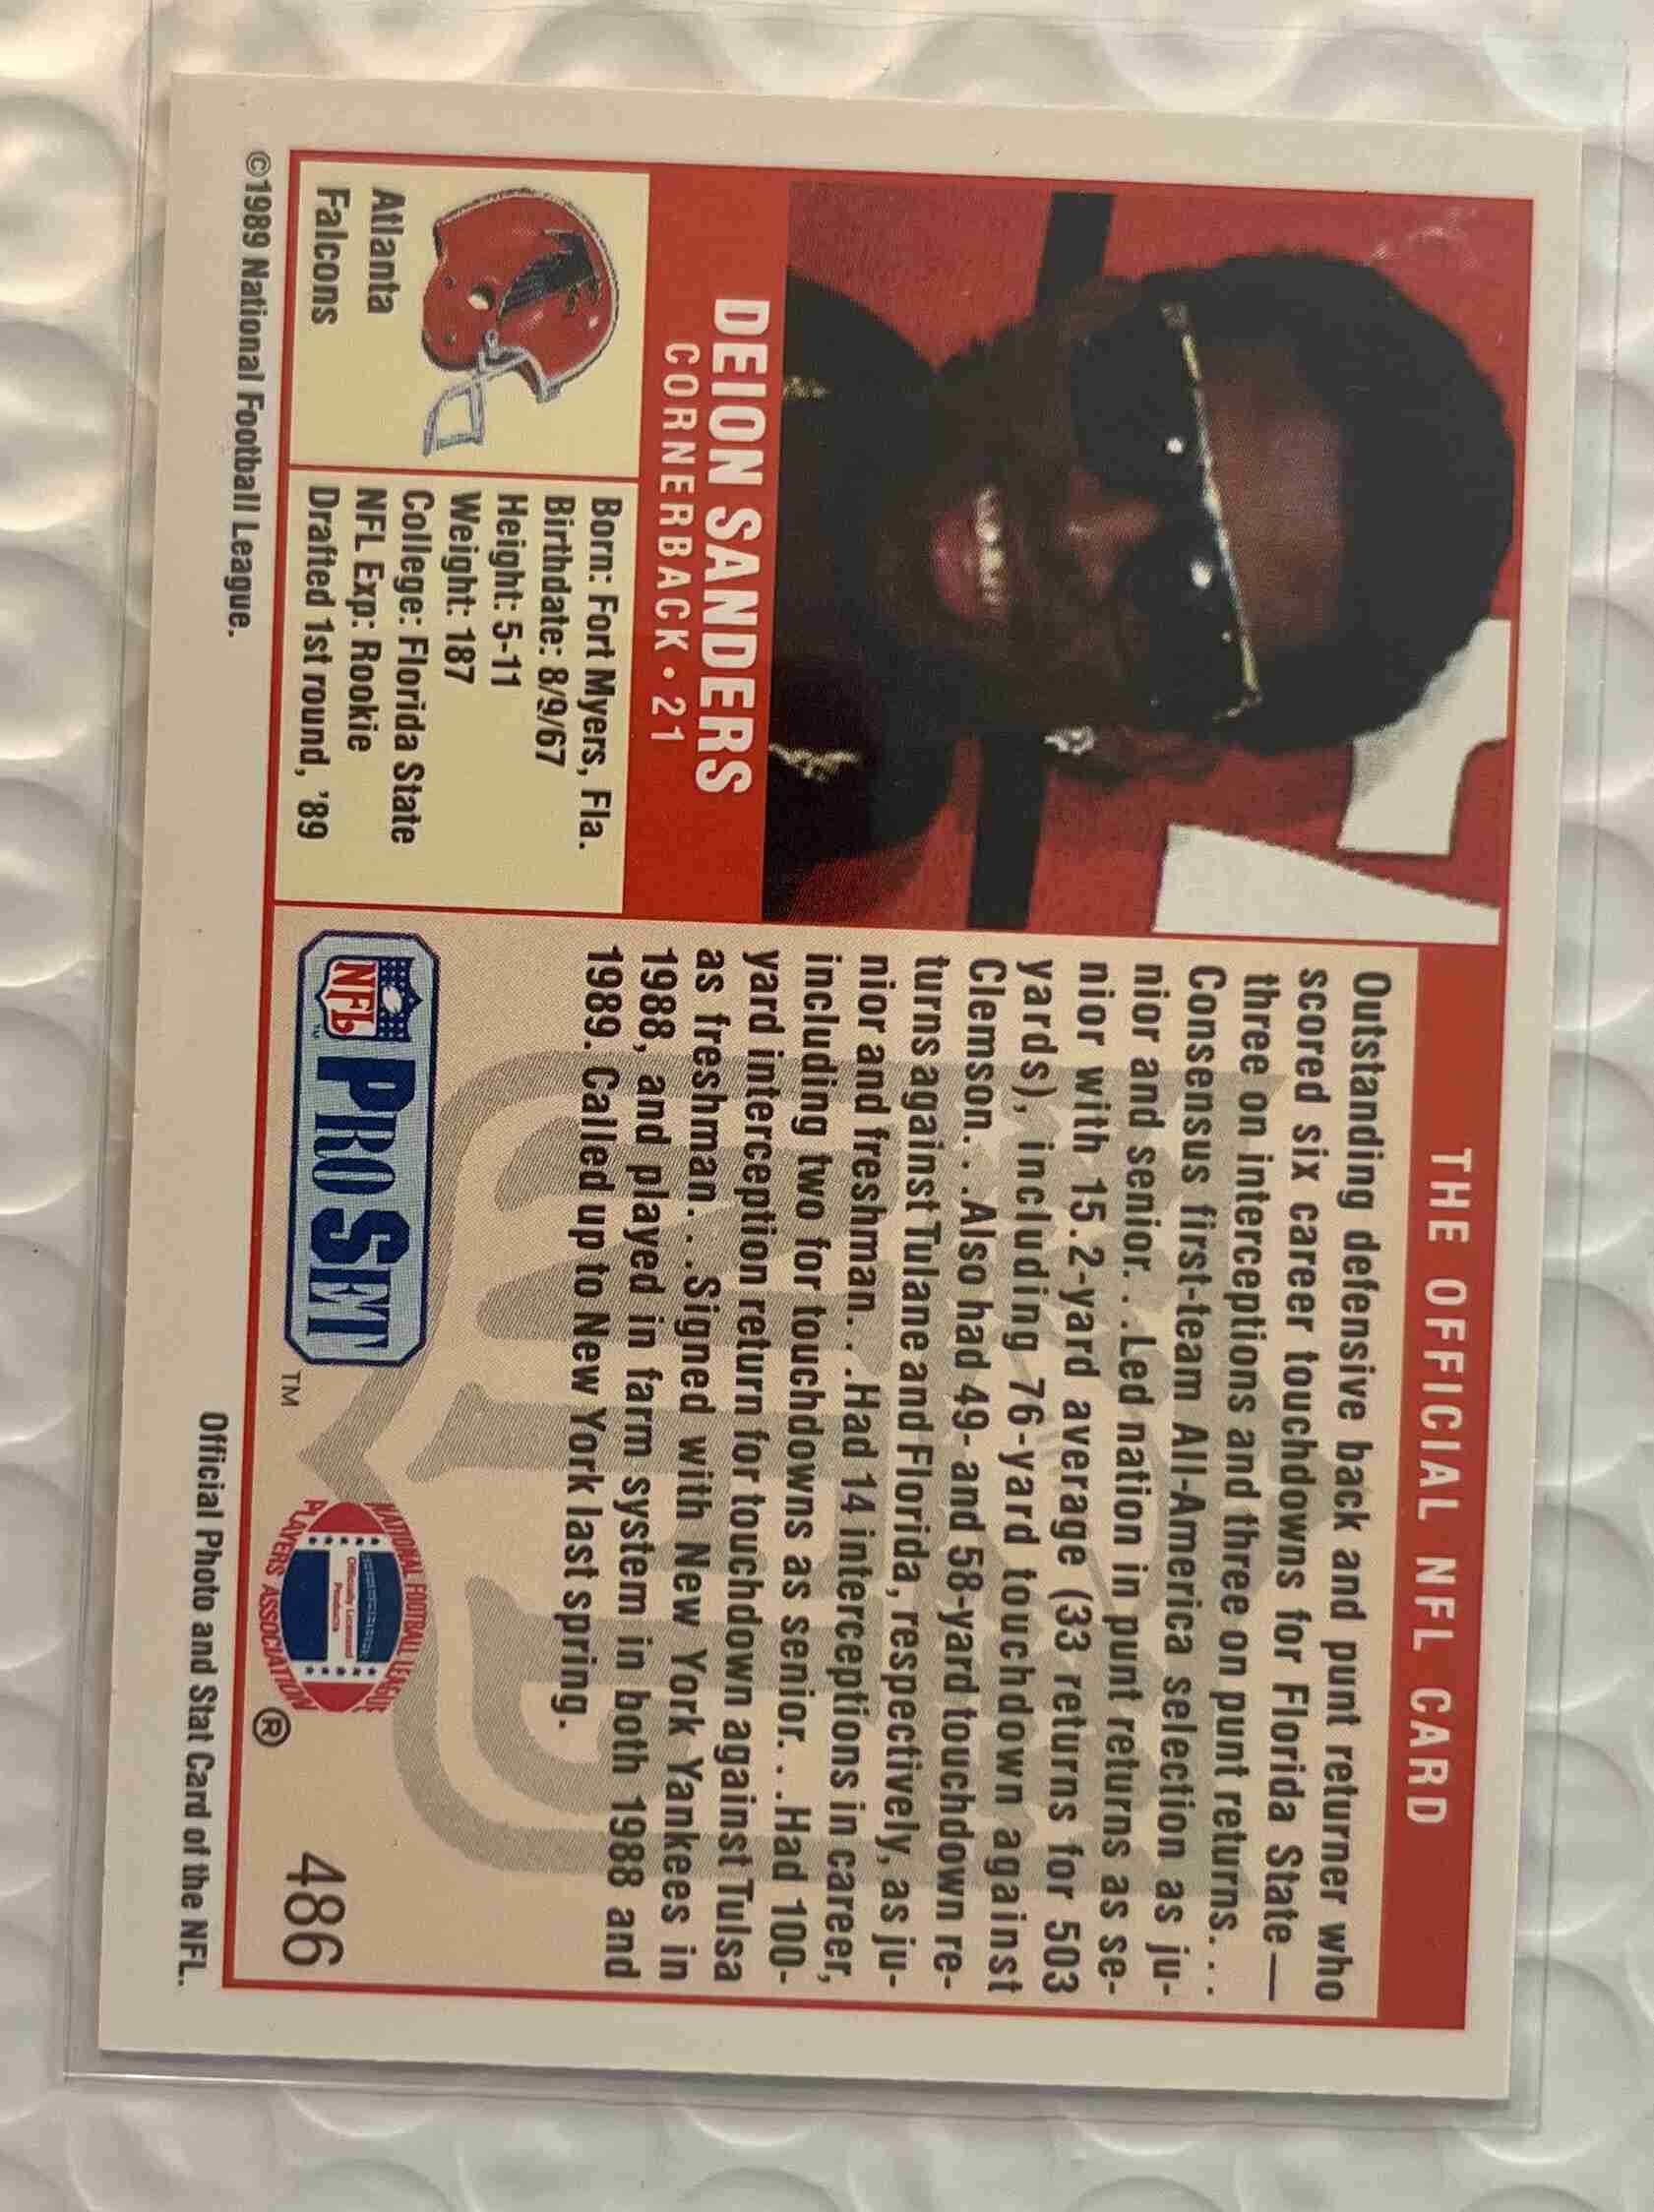 THE OFFICIAL NFL CARD
DEION SANDERS
CORNERBACK • 21
Atlanta
Falcons
Born: Fort Myers, Fla.
Birthdate: 8/9/67
Height: 5-11
Weight: 187
College: Florida State
NFL Exp: Rookie
Drafted 1st round, '89
Outstanding defensive back and punt returner who
scored six career touchdowns for Florida State—
three on interceptions and three on punt returns. . .
Consensus first-team All-America selection as ju-
nior and senior. . .Led nation in punt returns as se-
nior with 15.2-yard average (33 returns for 503
yards), including 76-yard touchdown against
Clemson. . .Also had 49- and 58-yard touchdown re-
turns against Tulane and Florida, respectively, as ju-
nior and freshman. . .Had 14 interceptions in career,
including two for touchdowns as senior. . .Had 100-
yard interception return for touchdown against Tulsa
as freshman. . .Signed with New York Yankees in
1988, and played in farm system in both 1988 and
1989. Called up to New York last spring.
NFL
PRO SET
TM
NATIONAL FOOTBALL LEAGUE
Officially Licensed
Product
PLAYERS ASSOCIATION
®
486
©1989 National Football League.
Official Photo and Stat Card of the NFL.